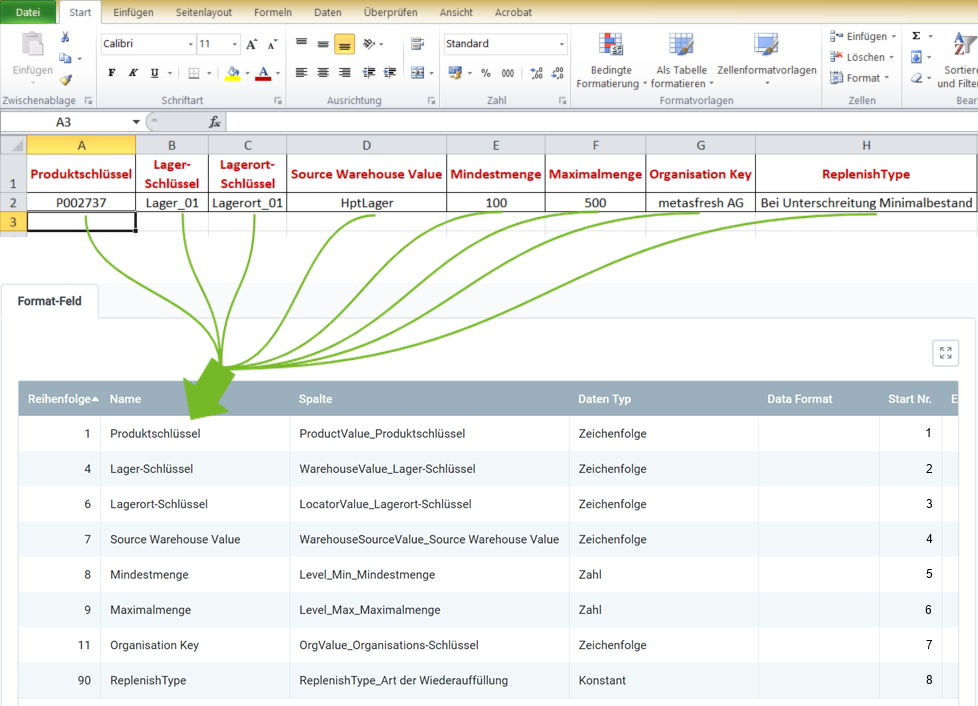 Datei Start Einfügen Seitenlayout Formeln Daten Überprüfen Ansicht Acrobat
Einfügen
Zwischenablage
Calibri 11
F K U
Schriftart
Ausrichtung
Standard
% 000
Zahl
Bedingte Formatierung
Als Tabelle formatieren
Zellenformatvorlagen
Formatvorlagen
Einfügen
Löschen
Format
Zellen
Σ
Sortiere
und Filter
Bear
A3 fx
A B C D E F G H
1 Produktschlüssel Lager-Schlüssel Lagerort-Schlüssel Source Warehouse Value Mindestmenge Maximalmenge Organisation Key ReplenishType
2 P002737 Lager_01 Lagerort_01 HptLager 100 500 metasfresh AG Bei Unterschreitung Minimalbestand
3
Format-Feld
Reihenfolge Name Spalte Daten Typ Data Format Start Nr. E
1 Produktschlüssel ProductValue_Produktschlüssel Zeichenfolge 1
4 Lager-Schlüssel WarehouseValue_Lager-Schlüssel Zeichenfolge 2
6 Lagerort-Schlüssel LocatorValue_Lagerort-Schlüssel Zeichenfolge 3
7 Source Warehouse Value WarehouseSourceValue_Source Warehouse Value Zeichenfolge 4
8 Mindestmenge Level_Min_Mindestmenge Zahl 5
9 Maximalmenge Level_Max_Maximalmenge Zahl 6
11 Organisation Key OrgValue_Organisations-Schlüssel Zeichenfolge 7
90 ReplenishType ReplenishType_Art der Wiederauffüllung Konstant 8